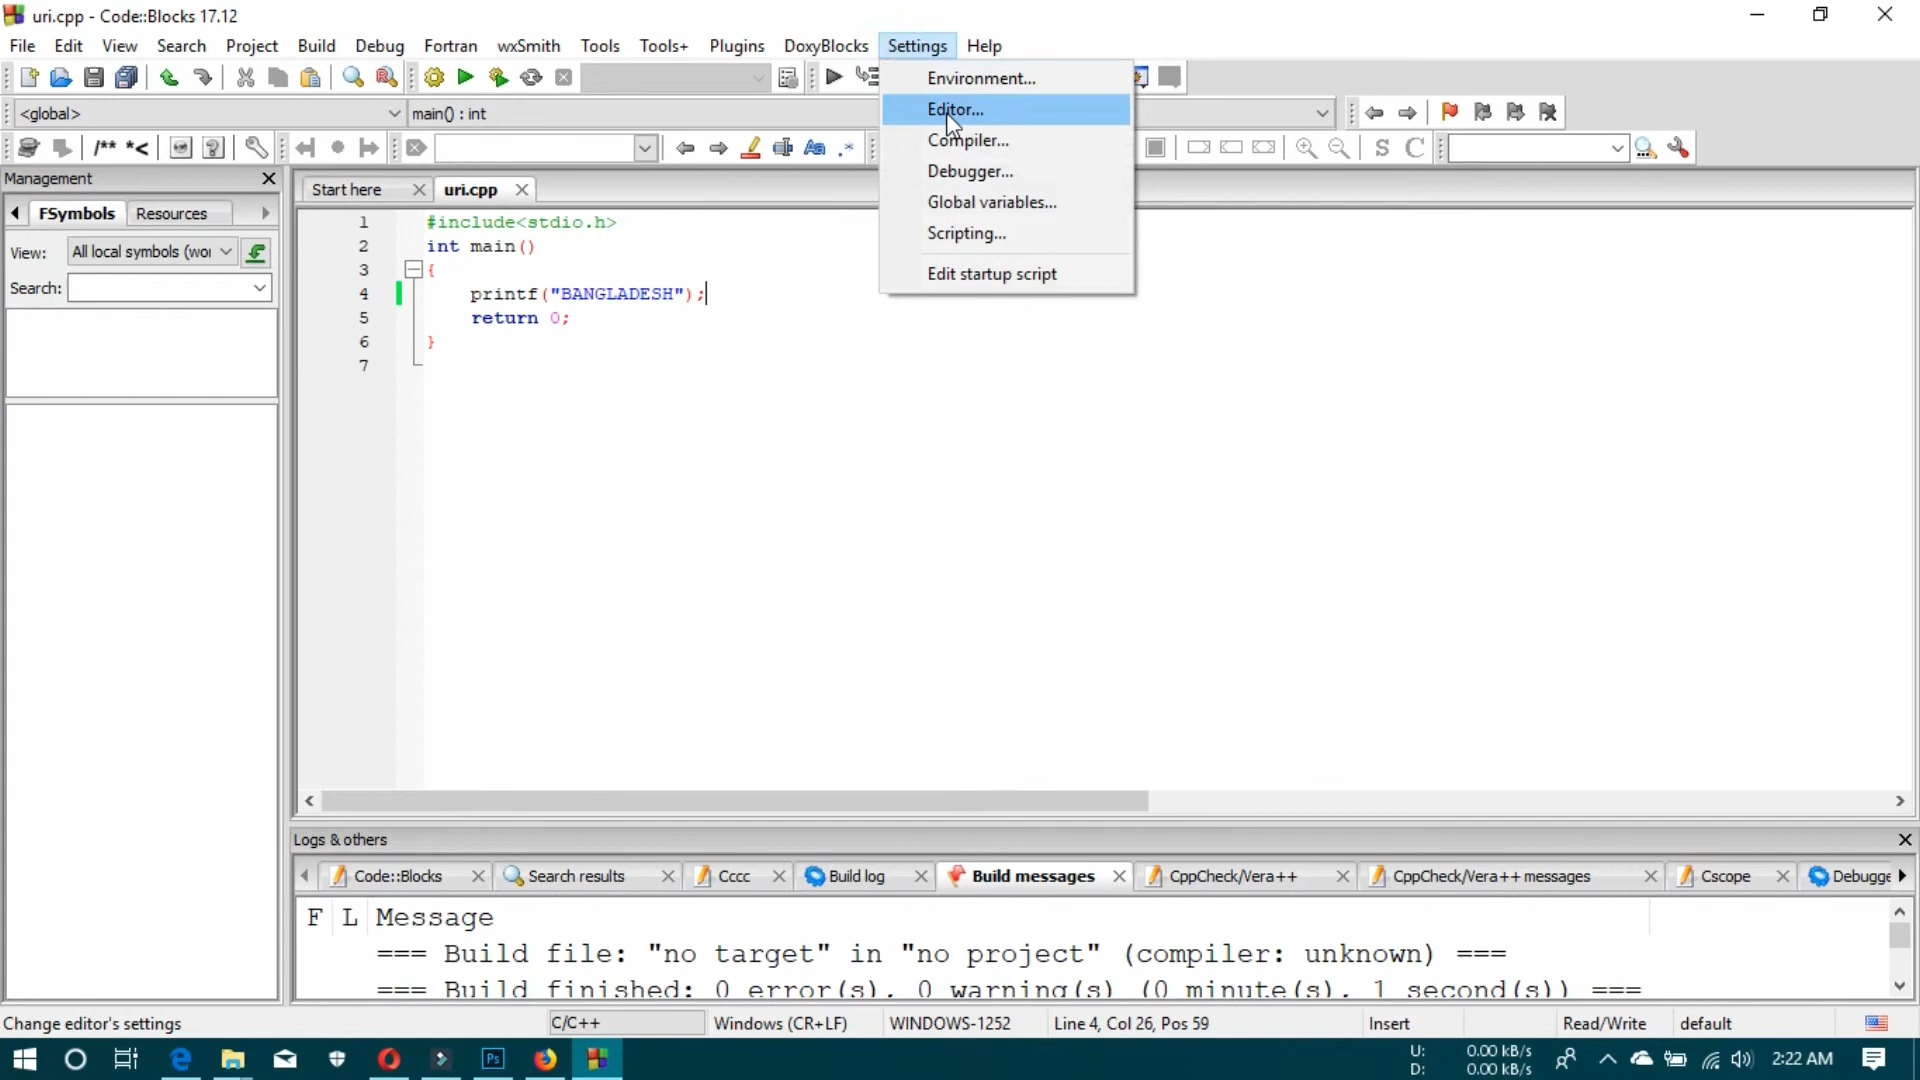 uri.cpp - Code::Blocks 17.12
File Edit View Search Project Build Debug Fortran wxSmith Tools Tools+ Plugins DoxyBlocks Settings Help
Environment...
Editor...
Compiler...
Debugger...
Global variables...
Scripting...
Edit startup script
<global> main() : int
/** *< Aa .* S C
Management
FSymbols Resources
View: All local symbols (wor
Search:
Start here uri.cpp
1 #include<stdio.h>
2 int main()
3 {
4 printf("BANGLADESH");
5 return 0;
6 }
7
Logs & others
Code::Blocks Search results Cccc Build log Build messages CppCheck/Vera++ CppCheck/Vera++ messages Cscope Debugge
F L Message
=== Build file: "no target" in "no project" (compiler: unknown) ===
=== Build finished: 0 error(s), 0 warning(s) (0 minute(s), 1 second(s)) ===
Change editor's settings C/C++ Windows (CR+LF) WINDOWS-1252 Line 4, Col 26, Pos 59 Insert Read/Write default
Ps U: 0.00 kB/s
D: 0.00 kB/s
2:22 AM